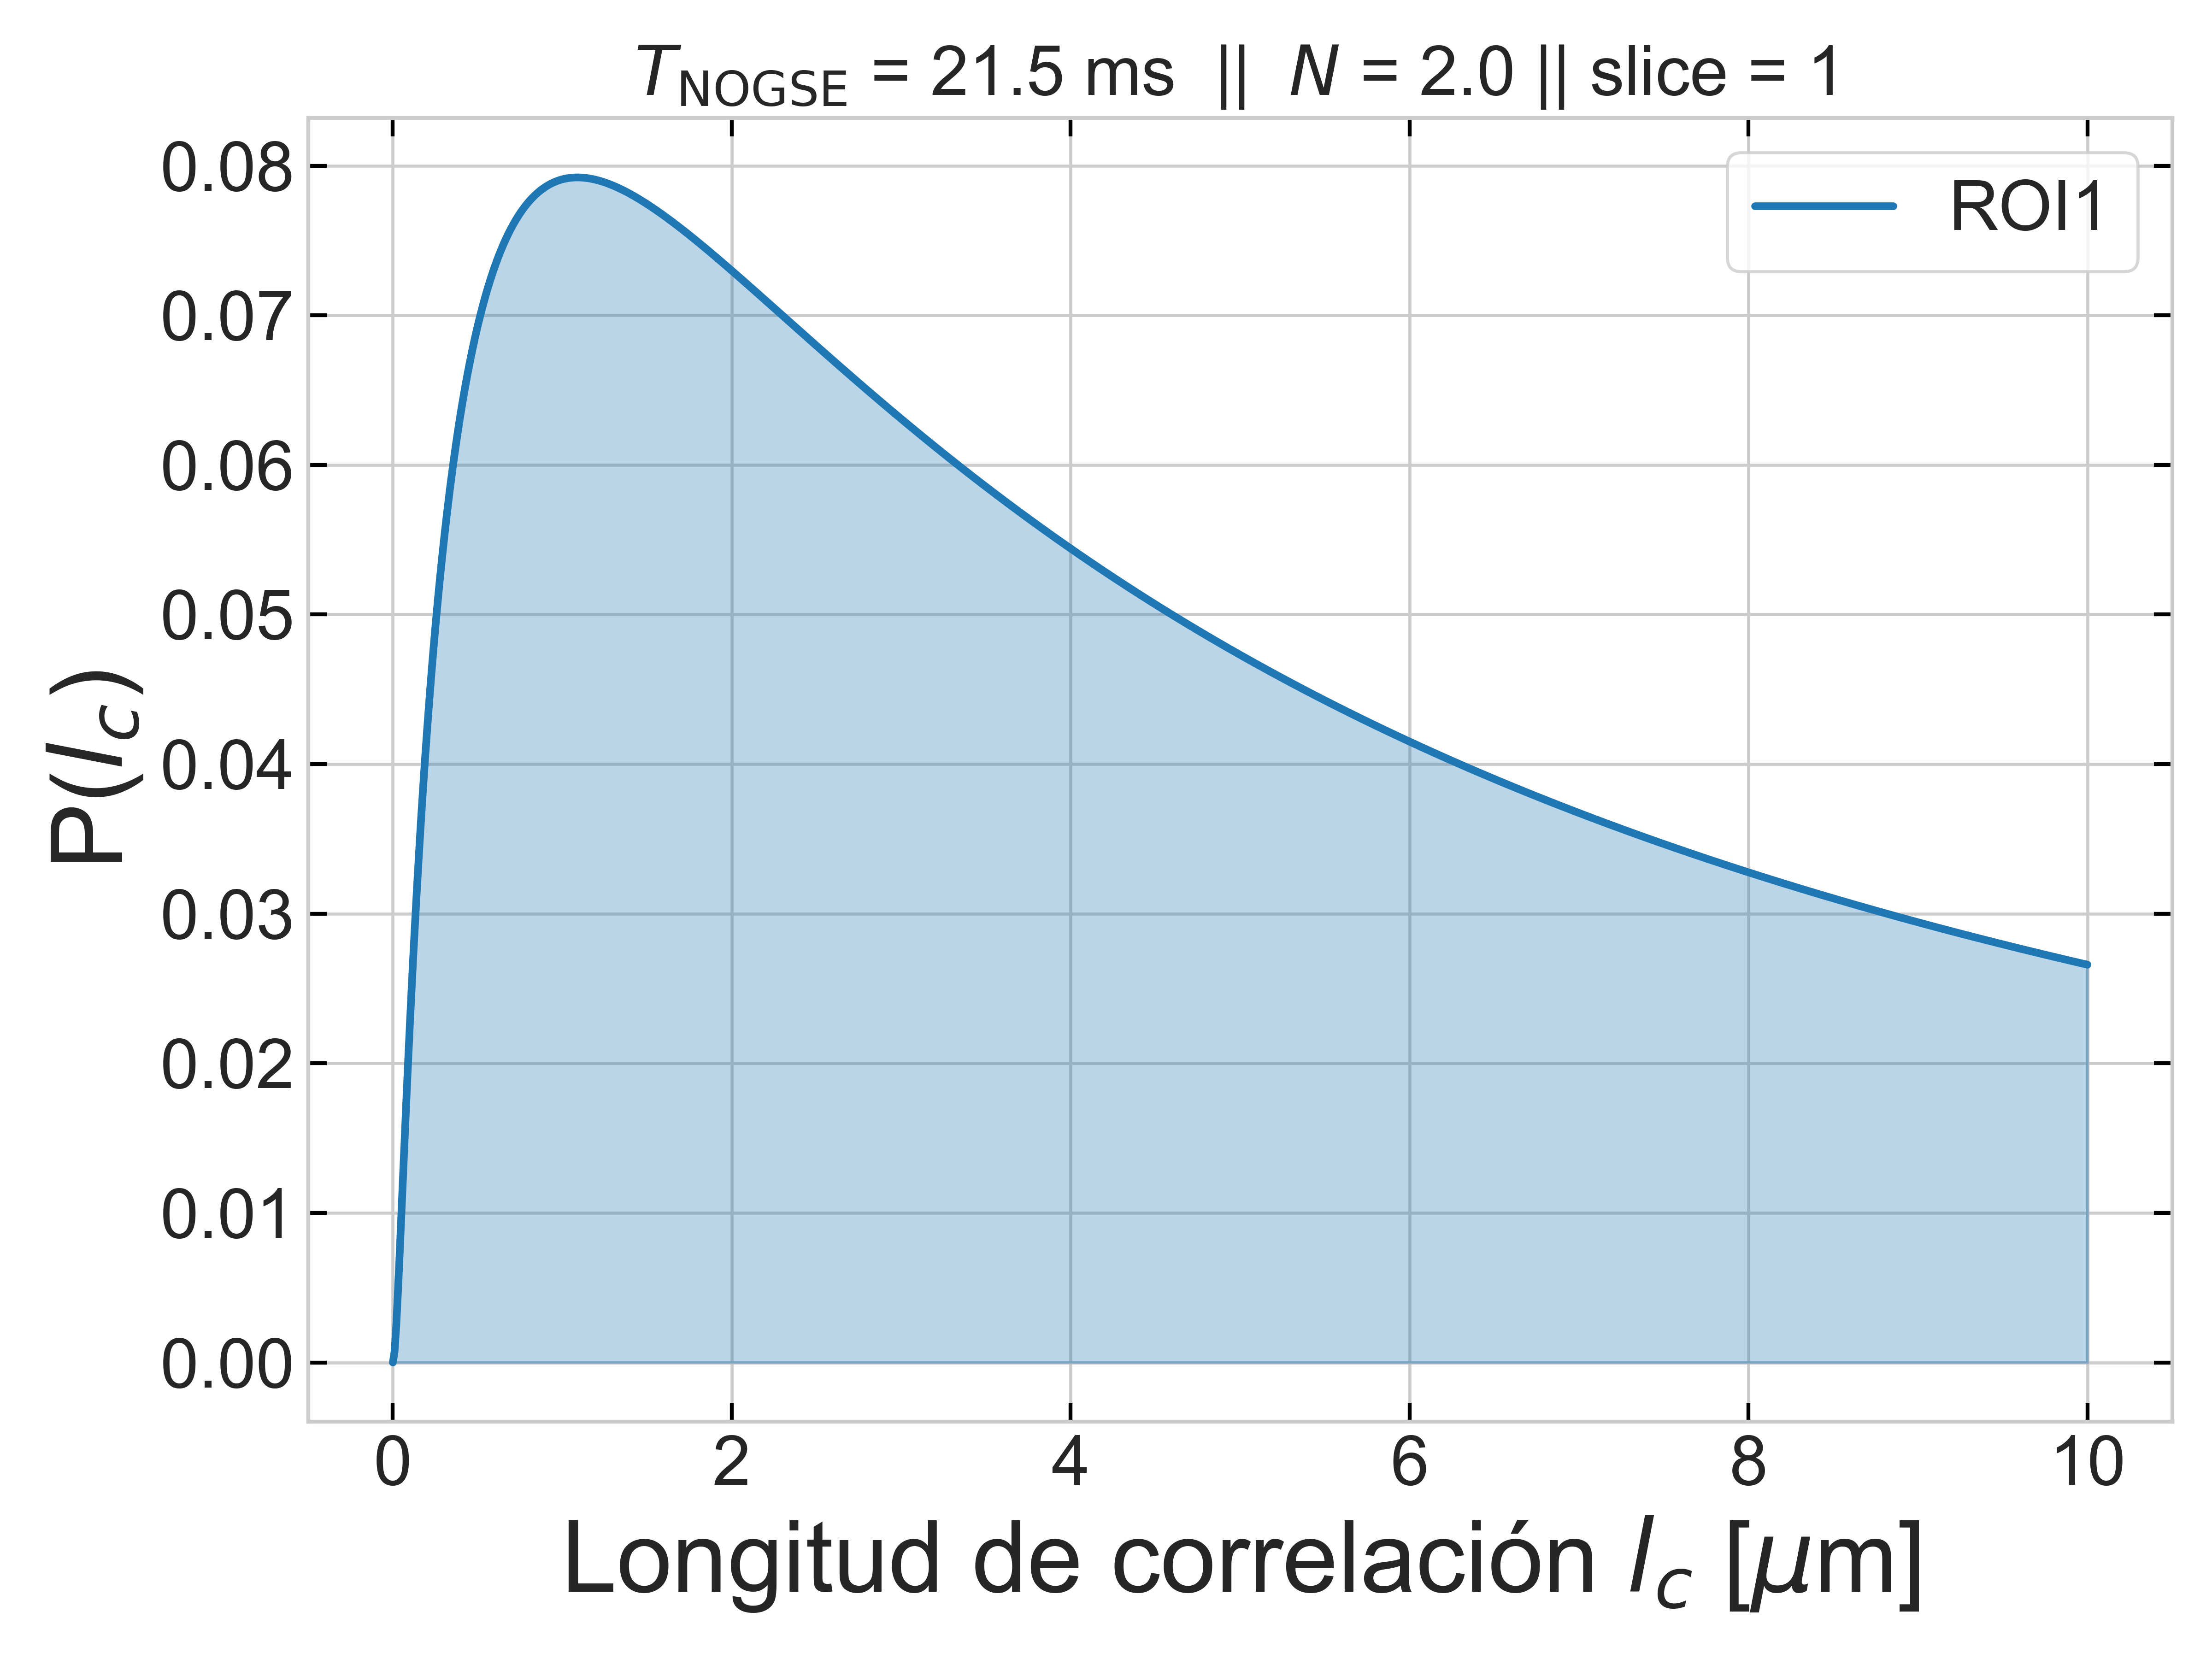 T_NOGSE = 21.5 ms || N = 2.0 || slice = 1
ROI1
P(l_c)
0.08
0.07
0.06
0.05
0.04
0.03
0.02
0.01
0.00
0 2 4 6 8 10
Longitud de correlación l_c [μm]